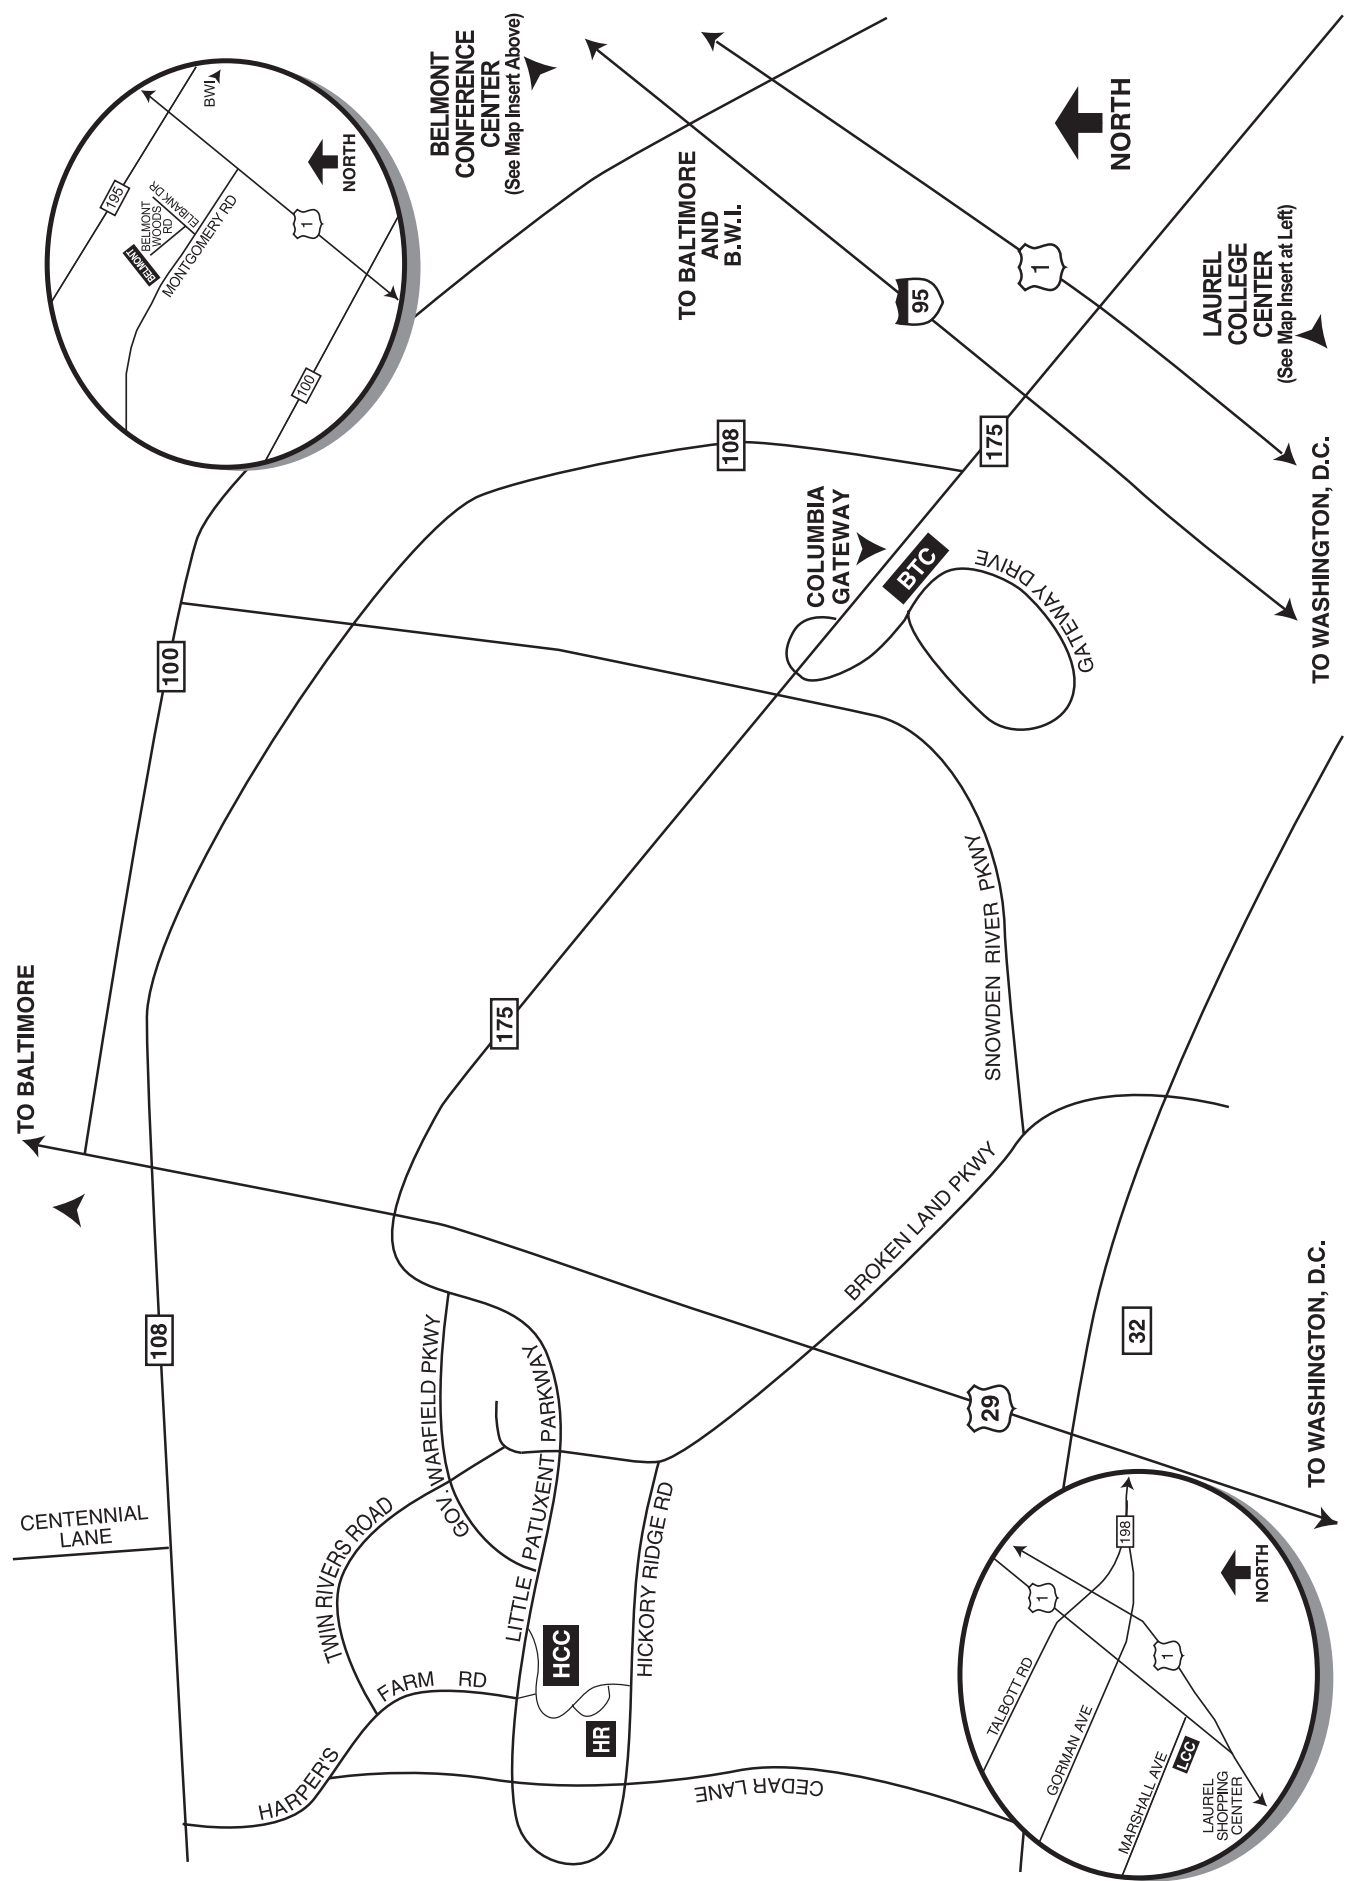 CENTENNIAL
LANE
108
TO BALTIMORE
100
HARPER'S
FARM RD
TWIN RIVERS ROAD
GOV. WARFIELD PKWY
LITTLE PATUXENT PARKWAY
HCC
HR
HICKORY RIDGE RD
CEDAR LANE
175
BROKEN LAND PKWY
SNOWDEN RIVER PKWY
29
32
TO WASHINGTON, D.C.
COLUMBIA
GATEWAY
BTC
GATEWAY DRIVE
108
175
95
1
TO BALTIMORE
AND
B.W.I.
TO WASHINGTON, D.C.
NORTH
BELMONT
CONFERENCE
CENTER
(See Map Insert Above)
LAUREL
COLLEGE
CENTER
(See Map Insert at Left)
195
BWI
BELMONT
BELMONT
WOODS
RD
ELIBANK DR
MONTGOMERY RD
1
100
NORTH
TALBOTT RD
GORMAN AVE
MARSHALL AVE
LCC
LAUREL
SHOPPING
CENTER
1
1
198
NORTH